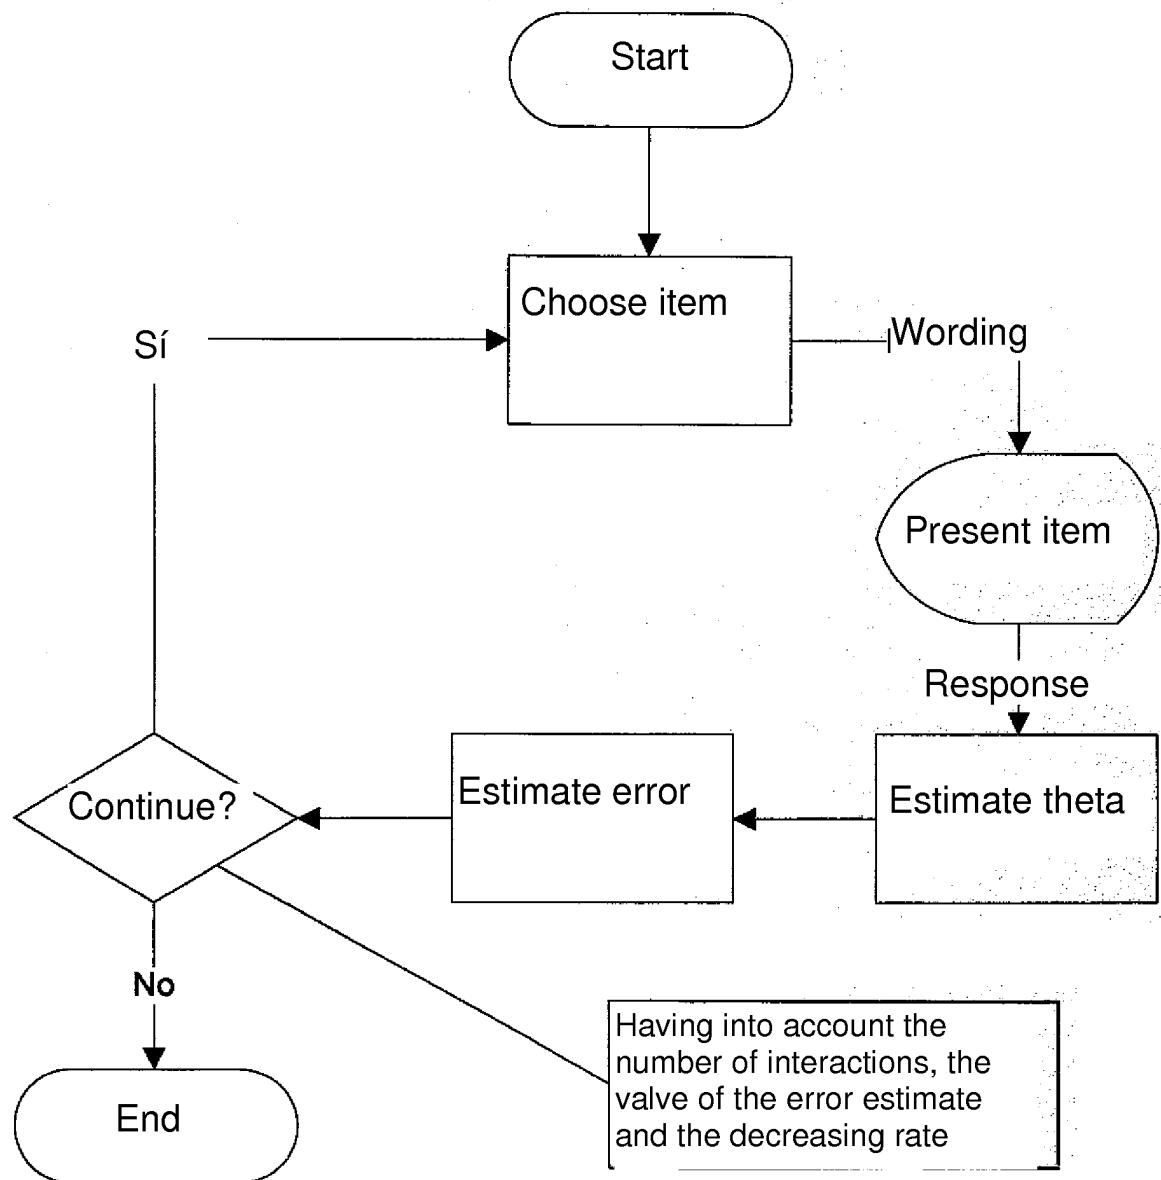 Start
Choose item
Sí
Wording
Present item
Response
Continue?
Estimate error
Estimate theta
No
Having into account the
number of interactions, the
valve of the error estimate
and the decreasing rate
End